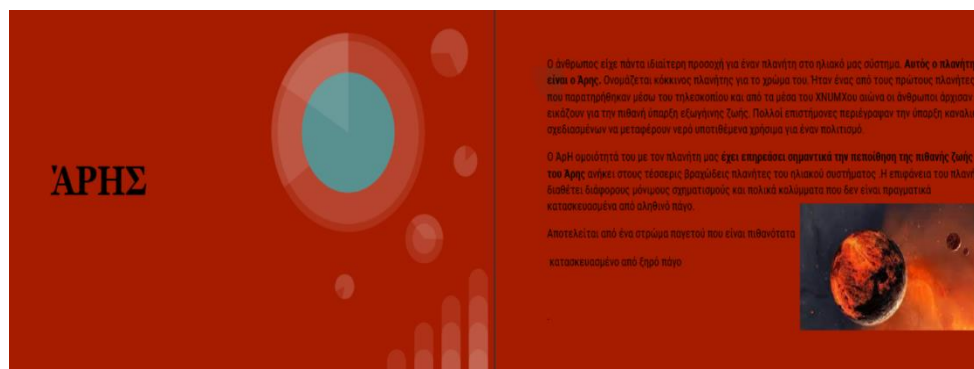 ΆΡΗΣ
Ο άνθρωπος είχε πάντα ιδιαίτερη προσοχή για έναν πλανήτη στο ηλιακό μας σύστημα. Αυτός ο πλανήτη
είναι ο Άρης. Ονομάζεται κόκκινος πλανήτης για το χρώμα του. Ήταν ένας από τους πρώτους πλανήτες
που παρατηρήθηκαν μέσω του τηλεσκοπίου και από τα μέσα του XNUMXου αιώνα οι άνθρωποι άρχισαν
εικάζουν για την πιθανή ύπαρξη εξωγήινης ζωής. Πολλοί επιστήμονες περιέγραφαν την ύπαρξη καναλι
σχεδιασμένων να μεταφέρουν νερό υποτιθέμενα χρήσιμα για έναν πολιτισμό.
Ο ΆρΗ ομοιότητά του με τον πλανήτη μας έχει επηρεάσει σημαντικά την πεποίθηση της πιθανής ζωής
του Άρης ανήκει στους τέσσερις βραχώδεις πλανήτες του ηλιακού συστήματος .Η επιφάνεια του πλανή
διαθέτει διάφορους μόνιμους σχηματισμούς και πολικά καλύμματα που δεν είναι πραγματικά
κατασκευασμένα από αληθινό πάγο.
Αποτελείται από ένα στρώμα παγετού που είναι πιθανότατα
κατασκευασμένο από ξηρό πάγο